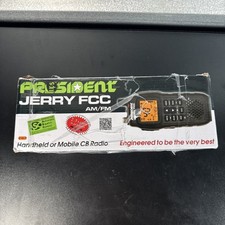 PRESIDENT
JERRY FCC
AM/FM
Handheld or Mobile CB Radio
Engineered to be the very best